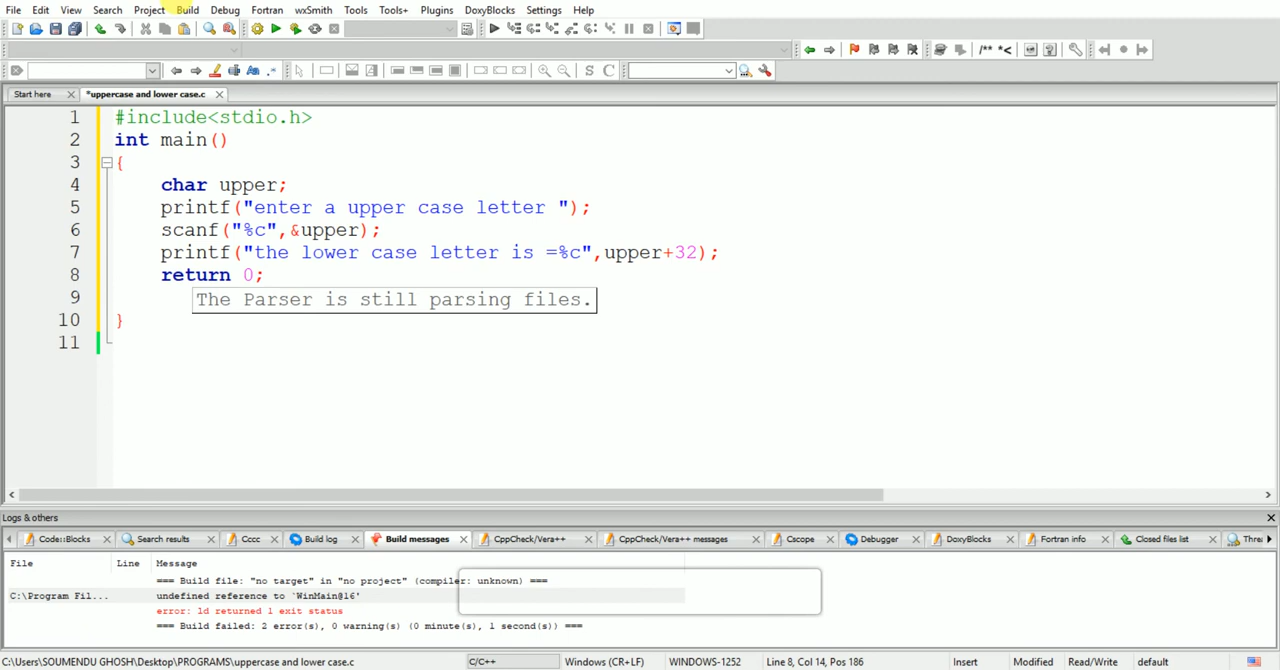 File Edit View Search Project Build Debug Fortran wxSmith Tools Tools+ Plugins DoxyBlocks Settings Help
/** *<
S C
Start here *uppercase and lower case.c
1 #include<stdio.h>
2 int main()
3 {
4 char upper;
5 printf("enter a upper case letter ");
6 scanf("%c",&upper);
7 printf("the lower case letter is =%c",upper+32);
8 return 0;
9 The Parser is still parsing files.
10 }
11
Logs & others
Code::Blocks Search results Cccc Build log Build messages CppCheck/Vera++ CppCheck/Vera++ messages Cscope Debugger DoxyBlocks Fortran info Closed files list Threa
File Line Message
=== Build file: "no target" in "no project" (compiler: unknown) ===
C:\Program Fil... undefined reference to `WinMain@16'
error: ld returned 1 exit status
=== Build failed: 2 error(s), 0 warning(s) (0 minute(s), 1 second(s)) ===
C:\Users\SOUMENDU GHOSH\Desktop\PROGRAMS\uppercase and lower case.c C/C++ Windows (CR+LF) WINDOWS-1252 Line 8, Col 14, Pos 186 Insert Modified Read/Write default